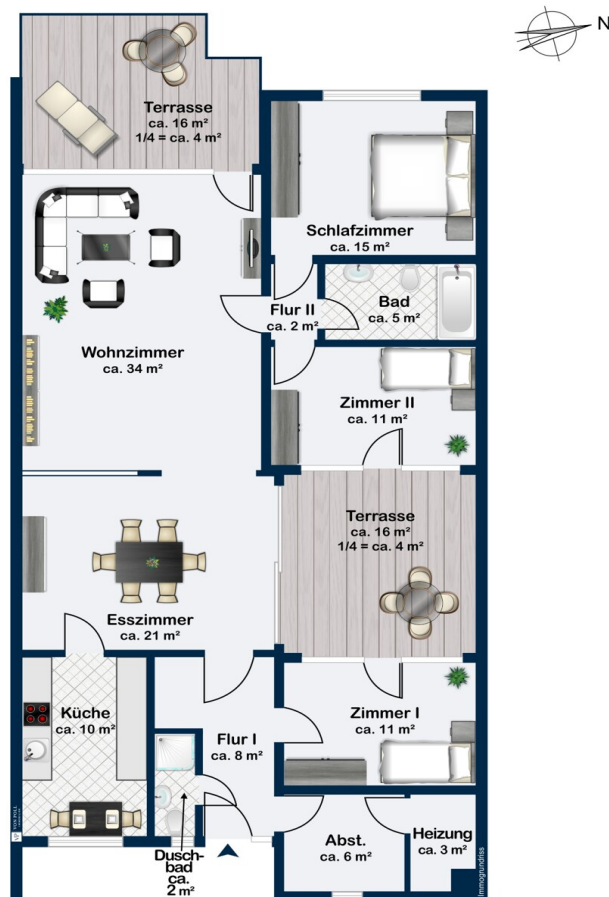 N
Terrasse
ca. 16 m²
1/4 = ca. 4 m²
Schlafzimmer
ca. 15 m²
Bad
ca. 5 m²
Flur II
ca. 2 m²
Wohnzimmer
ca. 34 m²
Zimmer II
ca. 11 m²
Terrasse
ca. 16 m²
1/4 = ca. 4 m²
Esszimmer
ca. 21 m²
Küche
ca. 10 m²
Flur I
ca. 8 m²
Zimmer I
ca. 11 m²
Dusch-
bad
ca.
2 m²
Abst.
ca. 6 m²
Heizung
ca. 3 m²
Immogrundriss
VON POLL